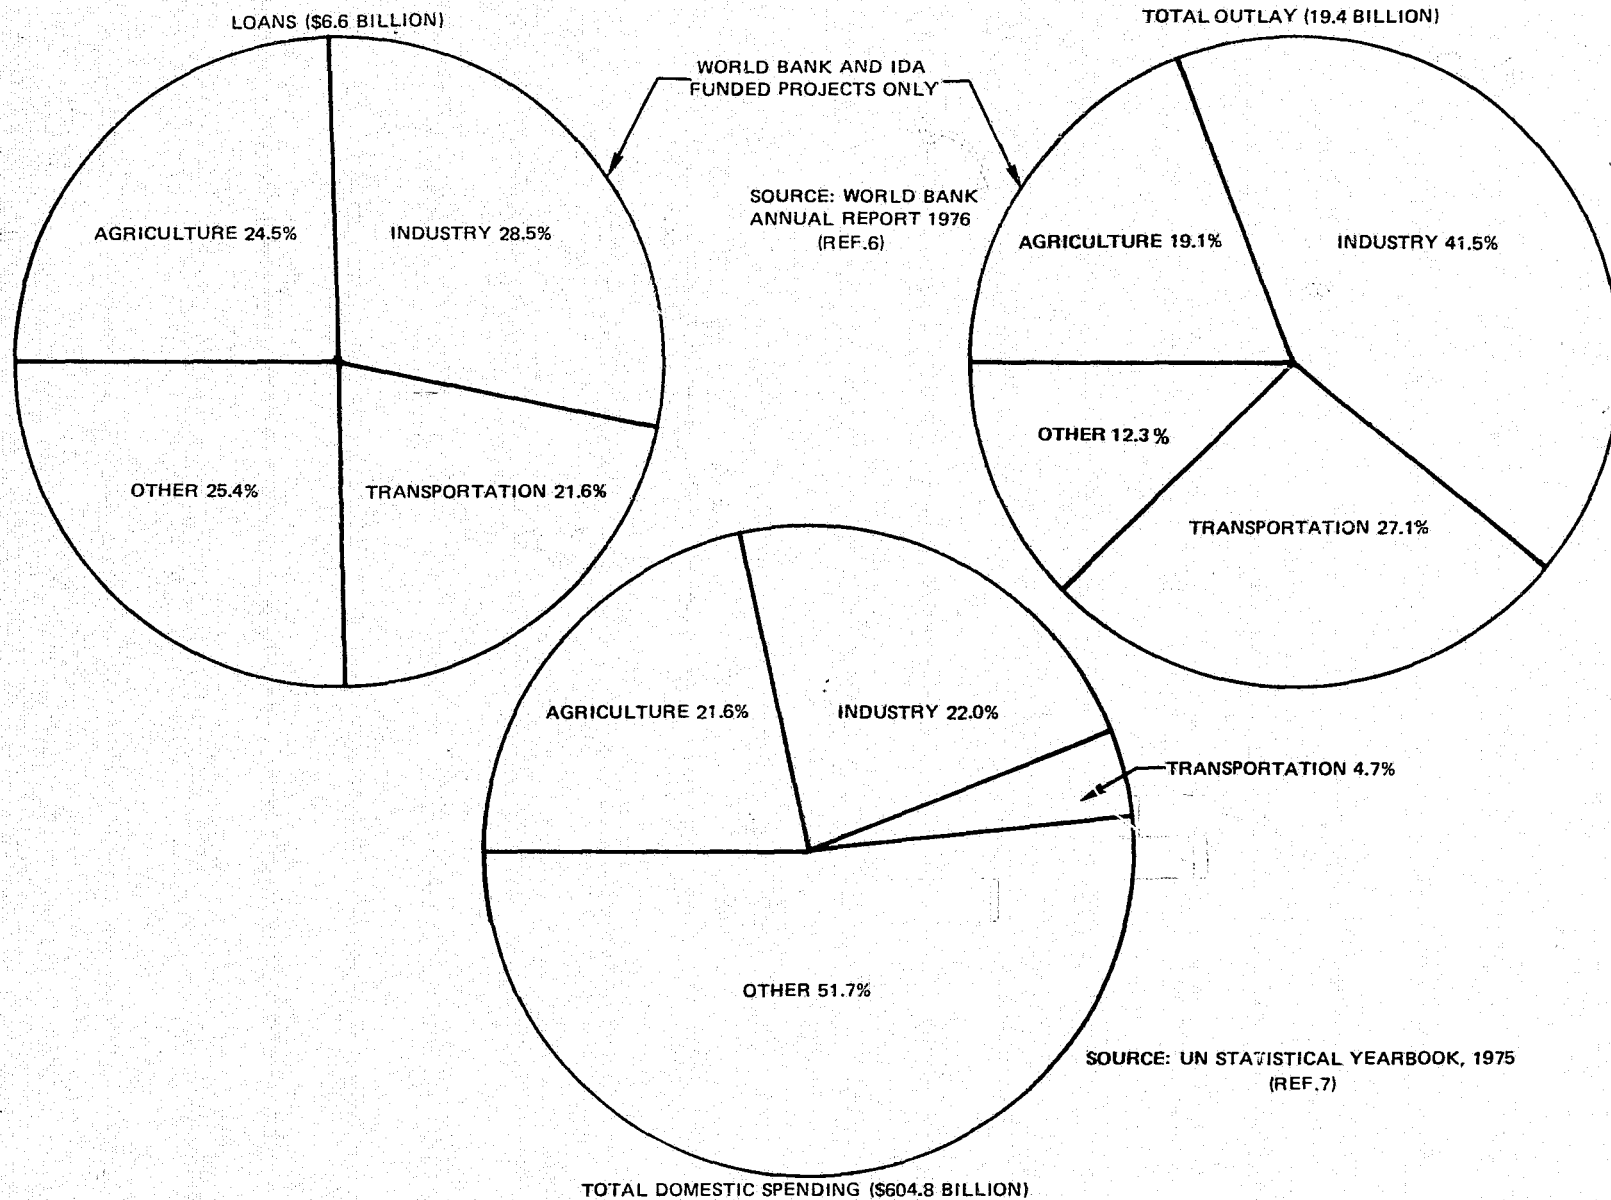 LOANS ($6.6 BILLION)
AGRICULTURE 24.5%
INDUSTRY 28.5%
OTHER 25.4%
TRANSPORTATION 21.6%
WORLD BANK AND IDA
FUNDED PROJECTS ONLY
SOURCE: WORLD BANK
ANNUAL REPORT 1976
(REF.6)
TOTAL OUTLAY (19.4 BILLION)
AGRICULTURE 19.1%
INDUSTRY 41.5%
OTHER 12.3%
TRANSPORTATION 27.1%
AGRICULTURE 21.6%
INDUSTRY 22.0%
TRANSPORTATION 4.7%
OTHER 51.7%
SOURCE: UN STATISTICAL YEARBOOK, 1975
(REF.7)
TOTAL DOMESTIC SPENDING ($604.8 BILLION)